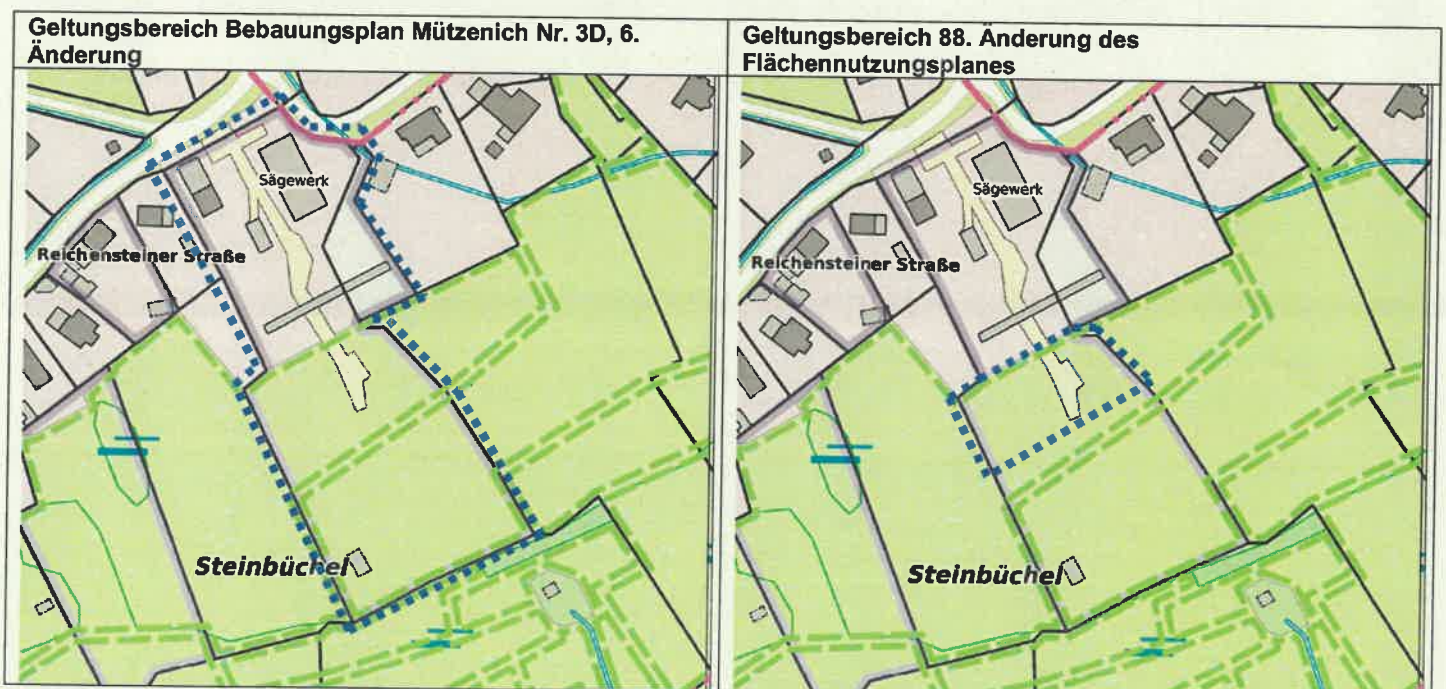 Geltungsbereich Bebauungsplan Mützenich Nr. 3D, 6.
Änderung
Geltungsbereich 88. Änderung des
Flächennutzungsplanes
Sägewerk
Reichensteiner Straße
Steinbüchel
Sägewerk
Reichensteiner Straße
Steinbüchel